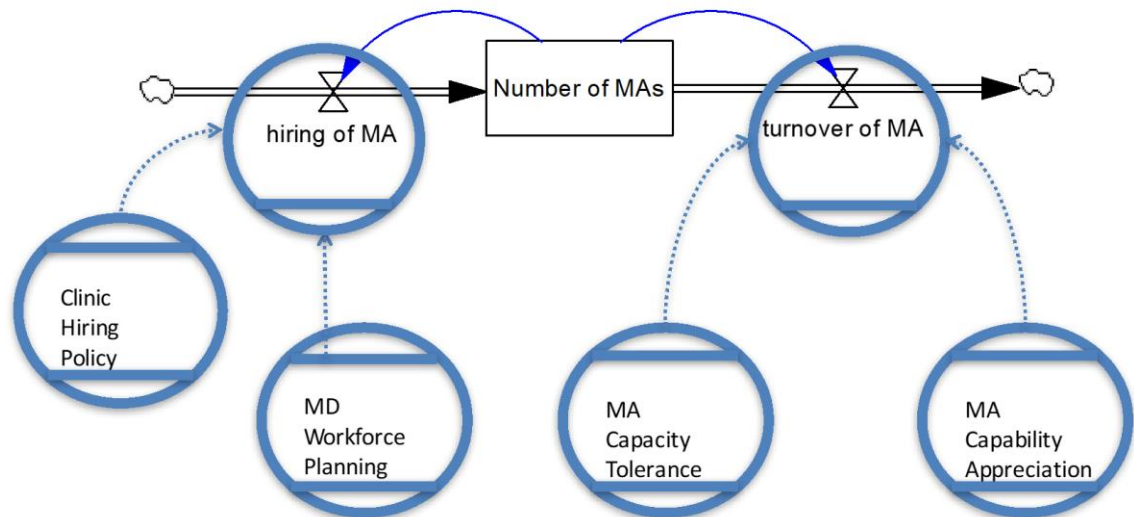 Number of MAs
hiring of MA
turnover of MA
Clinic
Hiring
Policy
MD
Workforce
Planning
MA
Capacity
Tolerance
MA
Capability
Appreciation